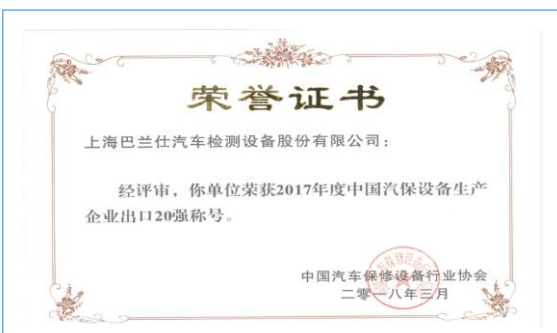 荣誉证书
上海巴兰仕汽车检测设备股份有限公司：
经评审，你单位荣获2017年度中国汽保设备生产
企业出口20强称号。
中国汽车保修设备行业协会
二零一八年三月